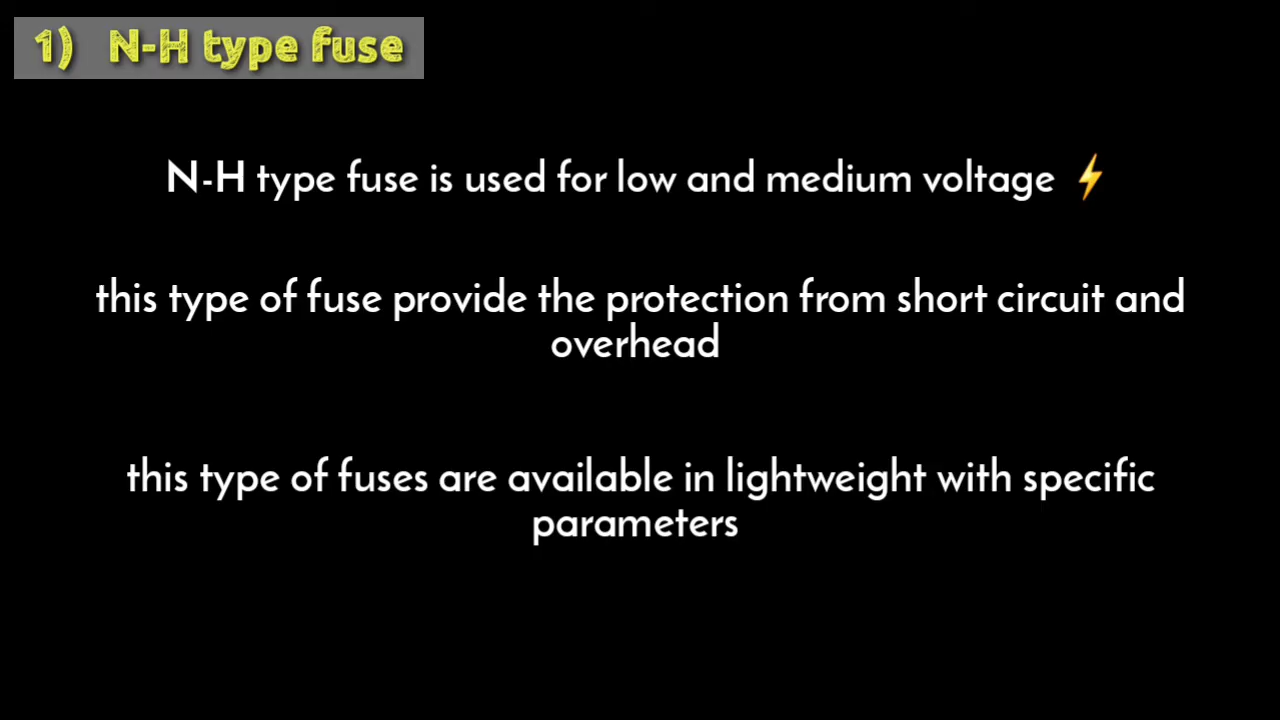 1) N-H type fuse
N-H type fuse is used for low and medium voltage ⚡
this type of fuse provide the protection from short circuit and
overhead
this type of fuses are available in lightweight with specific
parameters